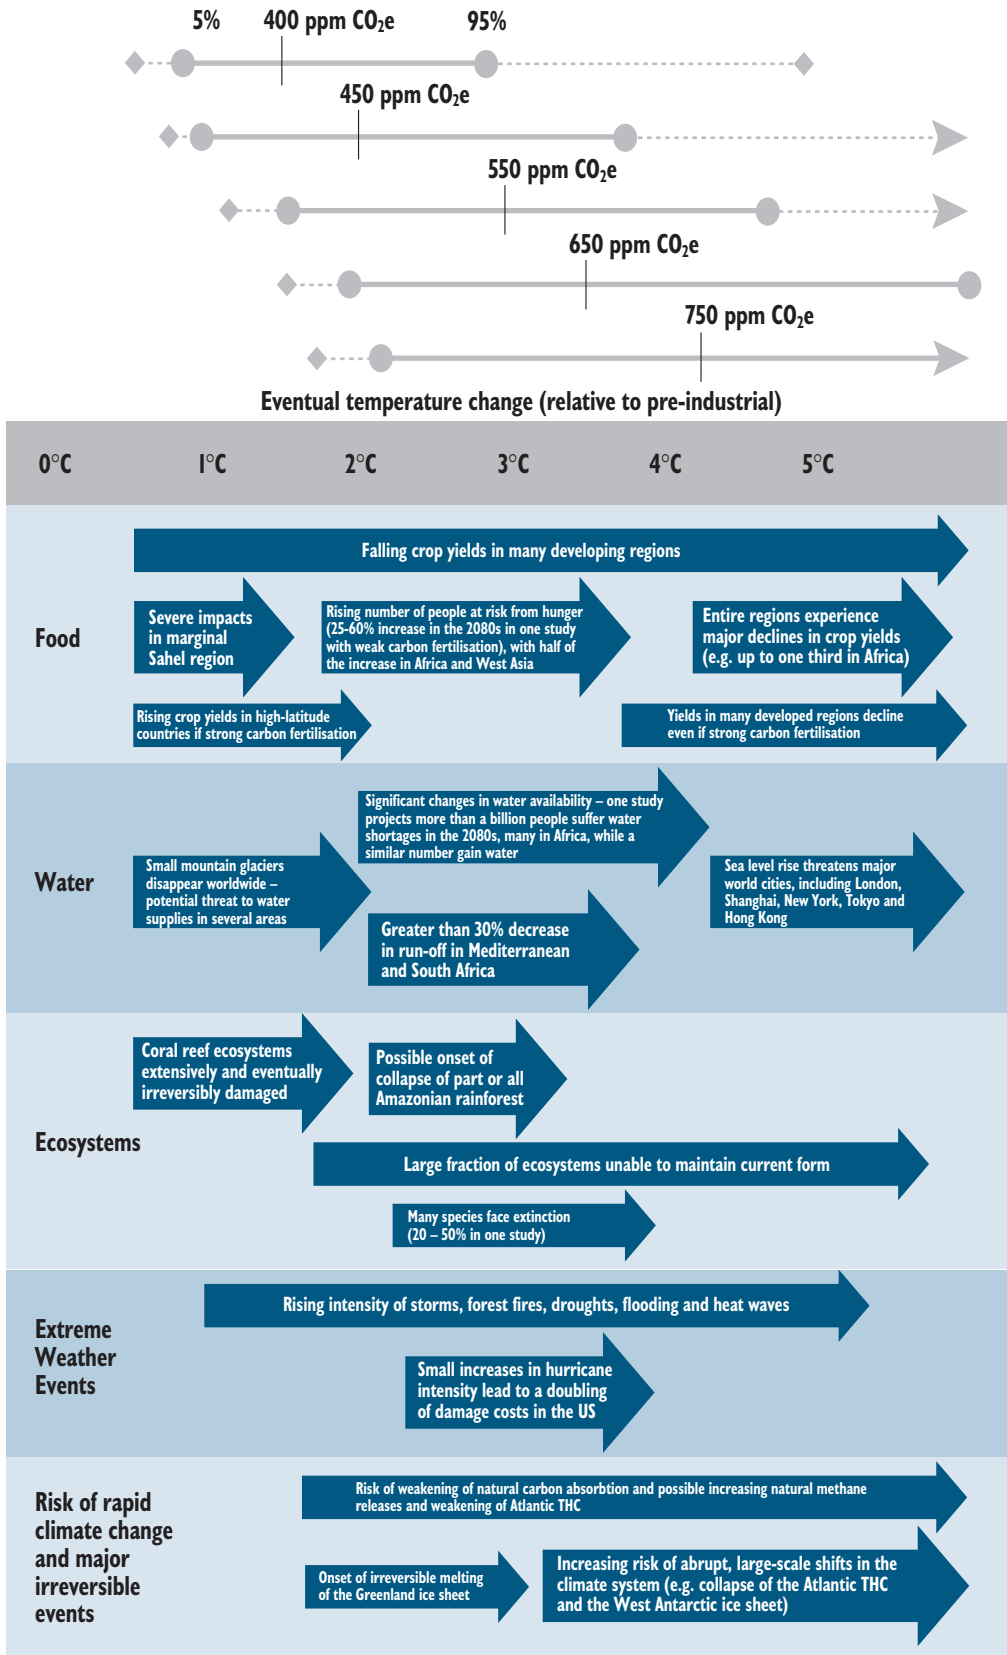 5% 400 ppm CO₂e 95%
450 ppm CO₂e
550 ppm CO₂e
650 ppm CO₂e
750 ppm CO₂e
Eventual temperature change (relative to pre-industrial)
0°C 1°C 2°C 3°C 4°C 5°C
Food
Falling crop yields in many developing regions
Severe impacts
in marginal
Sahel region
Rising number of people at risk from hunger
(25-60% increase in the 2080s in one study
with weak carbon fertilisation), with half of
the increase in Africa and West Asia
Entire regions experience
major declines in crop yields
(e.g. up to one third in Africa)
Rising crop yields in high-latitude
countries if strong carbon fertilisation
Yields in many developed regions decline
even if strong carbon fertilisation
Water
Significant changes in water availability – one study
projects more than a billion people suffer water
shortages in the 2080s, many in Africa, while a
similar number gain water
Small mountain glaciers
disappear worldwide –
potential threat to water
supplies in several areas
Sea level rise threatens major
world cities, including London,
Shanghai, New York, Tokyo and
Hong Kong
Greater than 30% decrease
in run-off in Mediterranean
and South Africa
Ecosystems
Coral reef ecosystems
extensively and eventually
irreversibly damaged
Possible onset of
collapse of part or all
Amazonian rainforest
Large fraction of ecosystems unable to maintain current form
Many species face extinction
(20 – 50% in one study)
Extreme
Weather
Events
Rising intensity of storms, forest fires, droughts, flooding and heat waves
Small increases in hurricane
intensity lead to a doubling
of damage costs in the US
Risk of rapid
climate change
and major
irreversible
events
Risk of weakening of natural carbon absorbtion and possible increasing natural methane
releases and weakening of Atlantic THC
Onset of irreversible melting
of the Greenland ice sheet
Increasing risk of abrupt, large-scale shifts in the
climate system (e.g. collapse of the Atlantic THC
and the West Antarctic ice sheet)